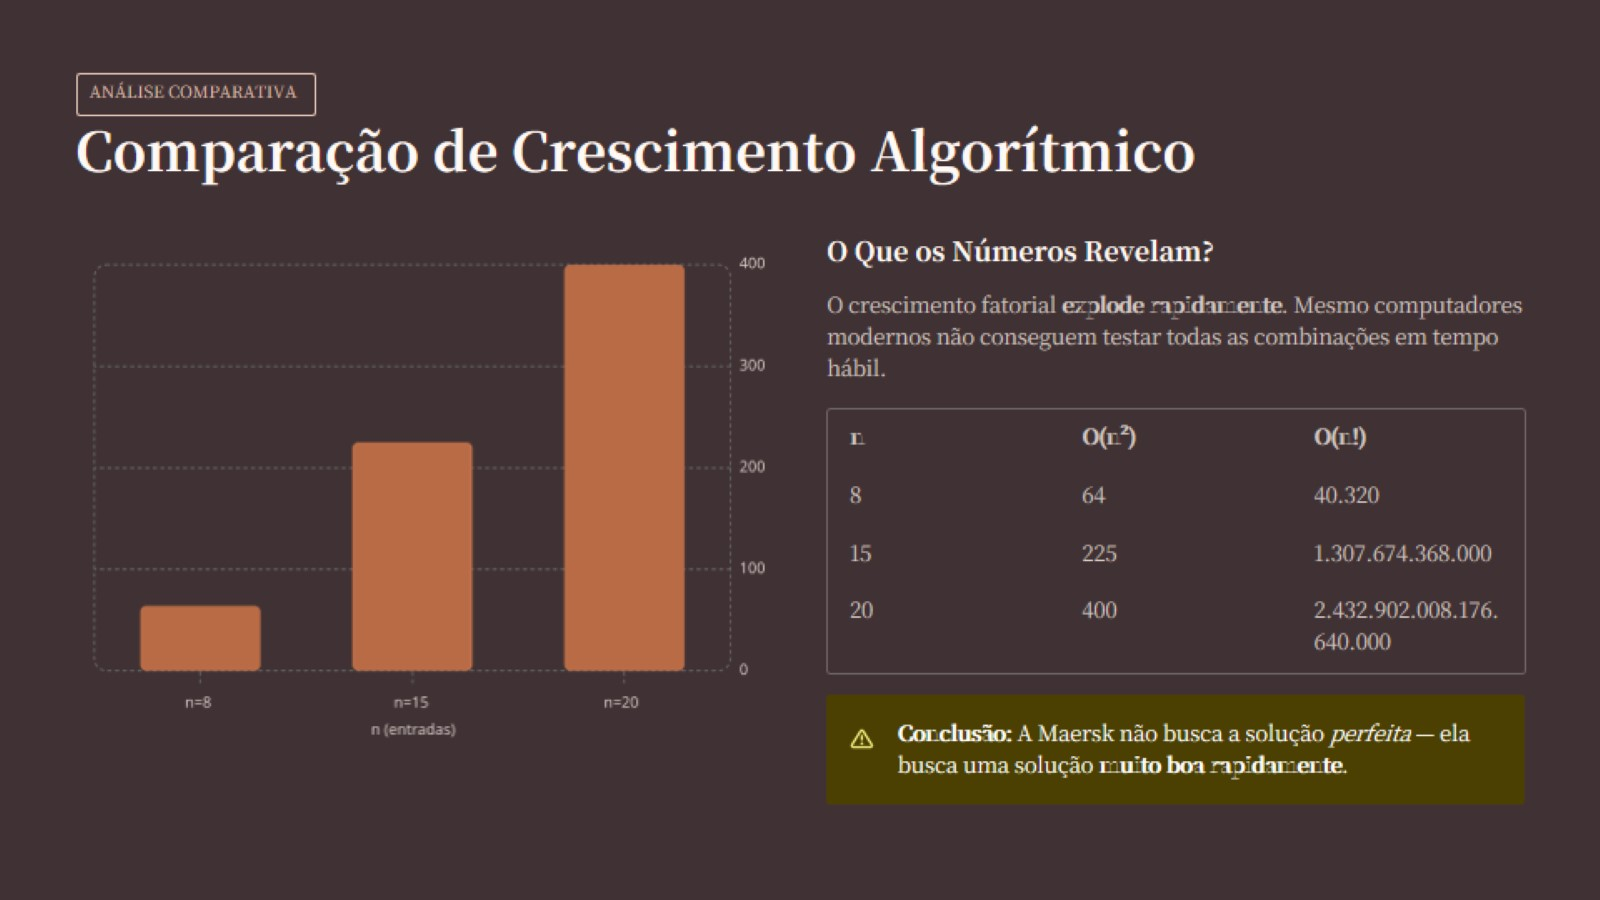 ANÁLISE COMPARATIVA
Comparação de Crescimento Algorítmico
400
300
200
100
0
n=8
n=15
n=20
n (entradas)
O Que os Números Revelam?
O crescimento fatorial explode rapidamente. Mesmo computadores
modernos não conseguem testar todas as combinações em tempo
hábil.
n O(n²) O(n!)
8 64 40.320
15 225 1.307.674.368.000
20 400 2.432.902.008.176.
640.000
Conclusão: A Maersk não busca a solução perfeita — ela
busca uma solução muito boa rapidamente.